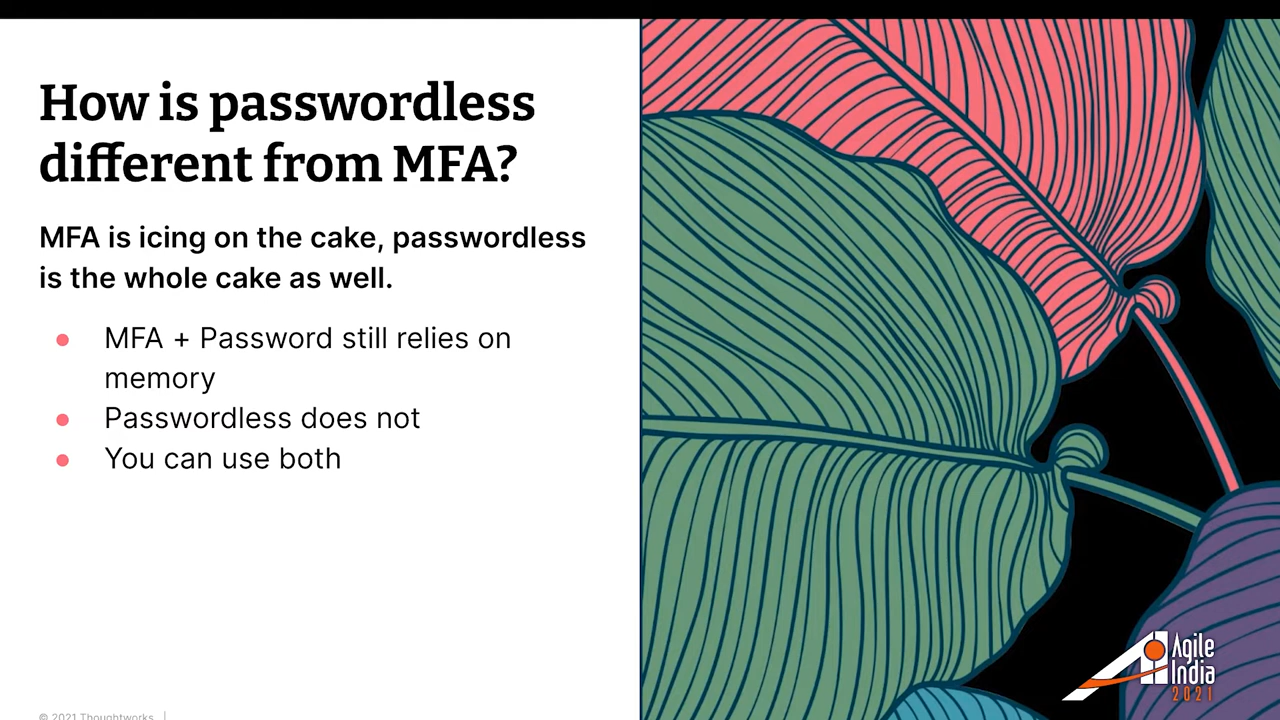 How is passwordless
different from MFA?
MFA is icing on the cake, passwordless
is the whole cake as well.
● MFA + Password still relies on
memory
● Passwordless does not
● You can use both
© 2021 Thoughtworks |
Agile
India
2021